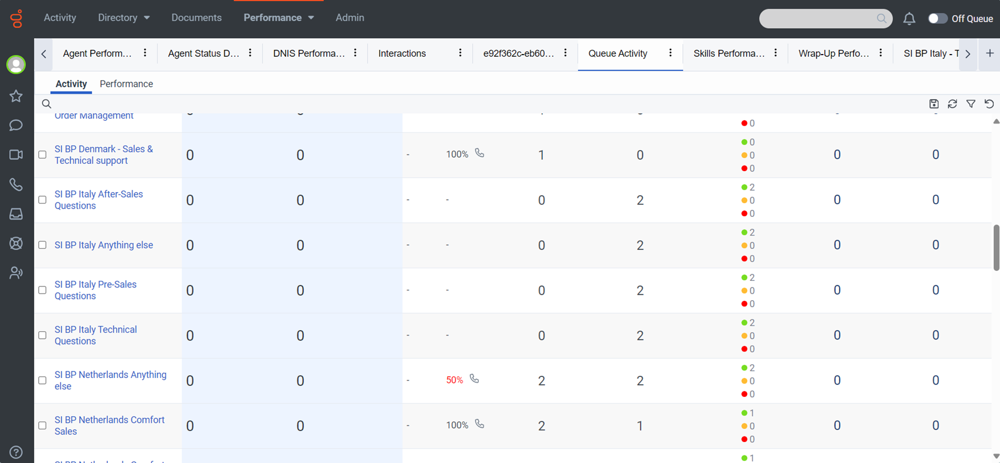 Activity Directory Documents Performance Admin Off Queue
Agent Perform... Agent Status D... DNIS Performa... Interactions e92f362c-eb60... Queue Activity Skills Performa... Wrap-Up Perfo... SI BP Italy - T
Activity Performance
Order Management
0
SI BP Denmark - Sales &
Technical support
0 0 - 100% 1 0
0
0
0
0 0
SI BP Italy After-Sales
Questions
0 0 - - 0 2
2
0
0
0 0
SI BP Italy Anything else
0 0 - - 0 2
2
0
0
0 0
SI BP Italy Pre-Sales
Questions
0 0 - - 0 2
2
0
0
0 0
SI BP Italy Technical
Questions
0 0 - - 0 2
2
0
0
0 0
SI BP Netherlands Anything
else
0 0 - 50% 2 2
2
0
0
0 0
SI BP Netherlands Comfort
Sales
0 0 - 100% 2 1
1
0
0
0 0
1